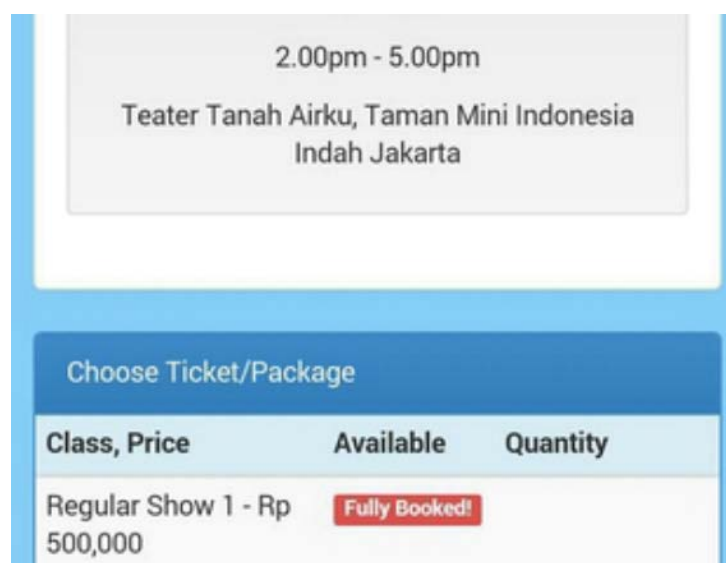 2.00pm - 5.00pm
Teater Tanah Airku, Taman Mini Indonesia
Indah Jakarta
Choose Ticket/Package
Class, Price Available Quantity
Regular Show 1 - Rp Fully Booked!
500,000